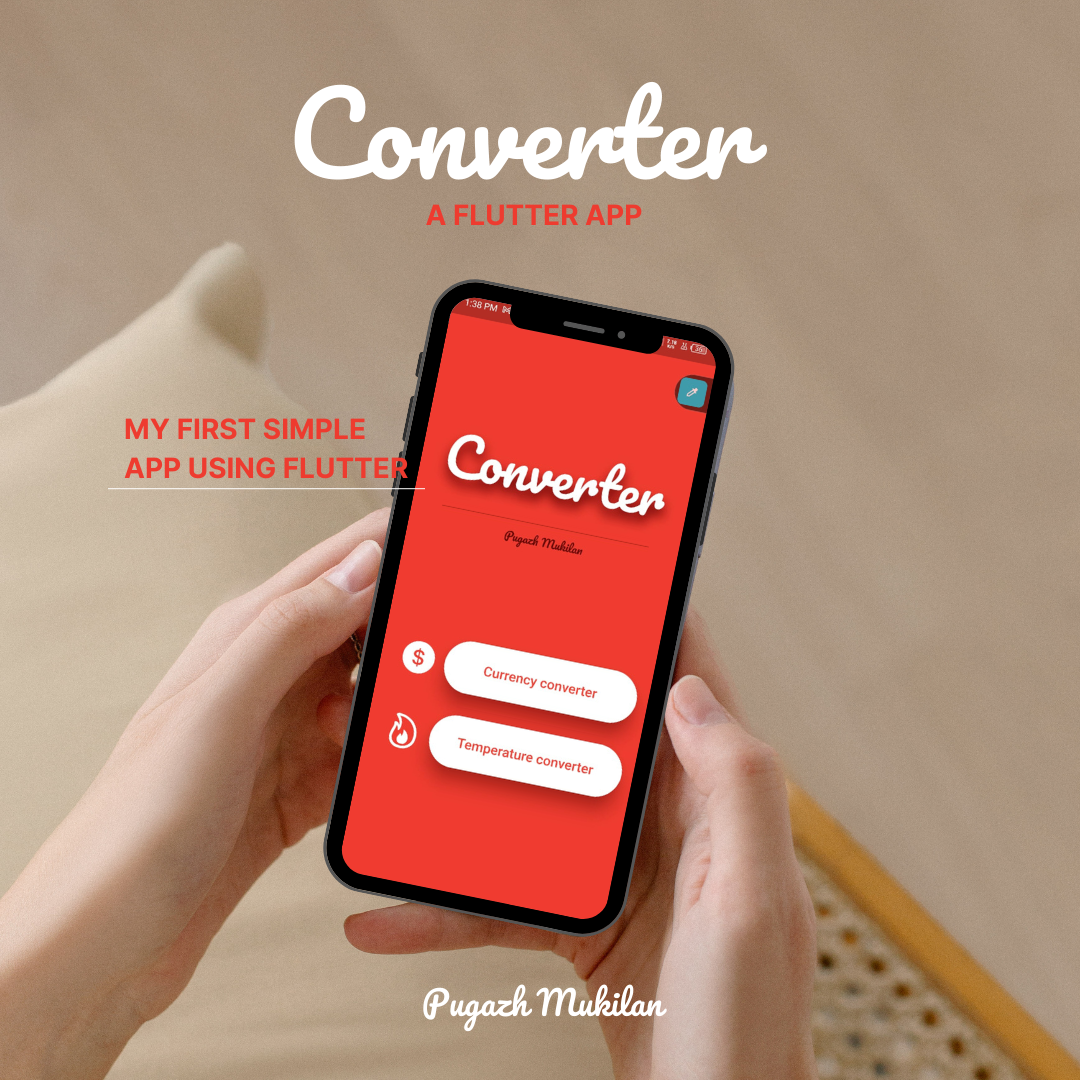 Converter
A FLUTTER APP
1:38 PM
MY FIRST SIMPLE
APP USING FLUTTER
Converter
Pugazh Mukilan
$
Currency converter
Temperature converter
Pugazh Mukilan